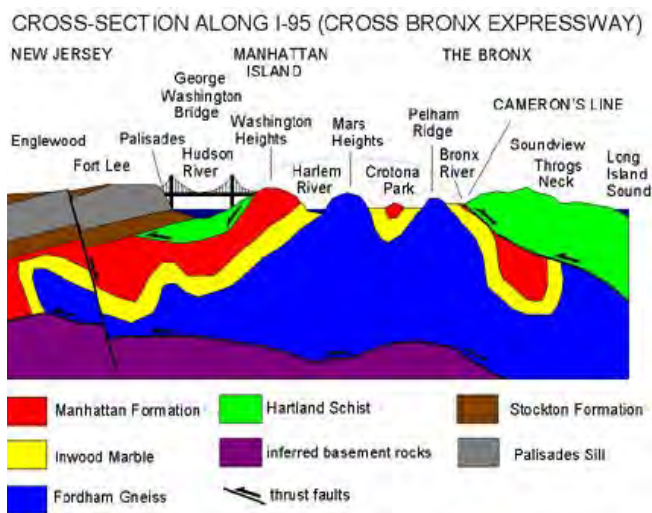 CROSS-SECTION ALONG I-95 (CROSS BRONX EXPRESSWAY)
NEW JERSEY
MANHATTAN
ISLAND
THE BRONX
George
Washington
Bridge
Washington
Heights
Mars
Heights
Pelham
Ridge
CAMERON'S LINE
Englewood
Palisades
Fort Lee
Hudson
River
Harlem
River
Crotona
Park
Bronx
River
Soundview
Throgs
Neck
Long
Island
Sound
Manhattan Formation
Hartland Schist
Stockton Formation
Inwood Marble
inferred basement rocks
Palisades Sill
Fordham Gneiss
thrust faults